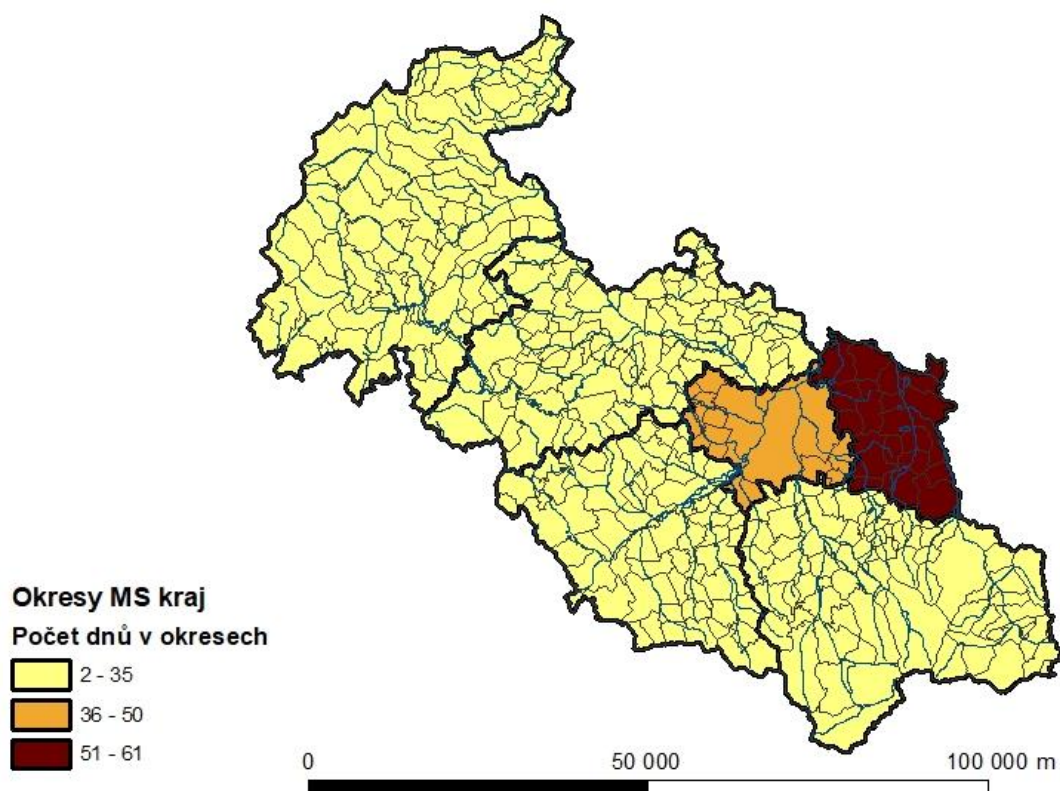 Okresy MS kraj
Počet dnů v okresech
2 - 35
36 - 50
51 - 61
0 50 000 100 000 m